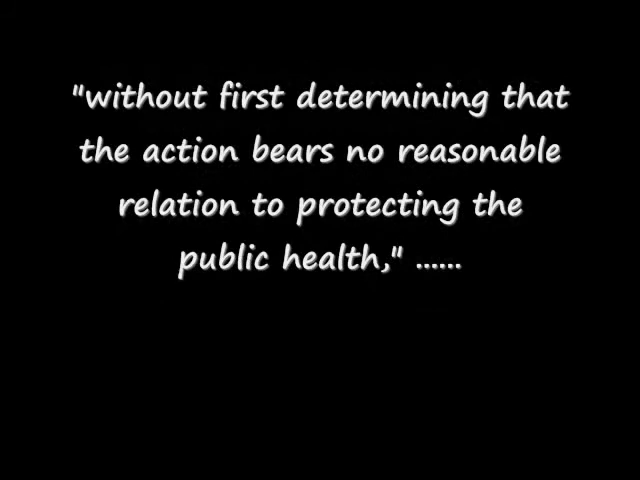 "without first determining that
the action bears no reasonable
relation to protecting the
public health," ......